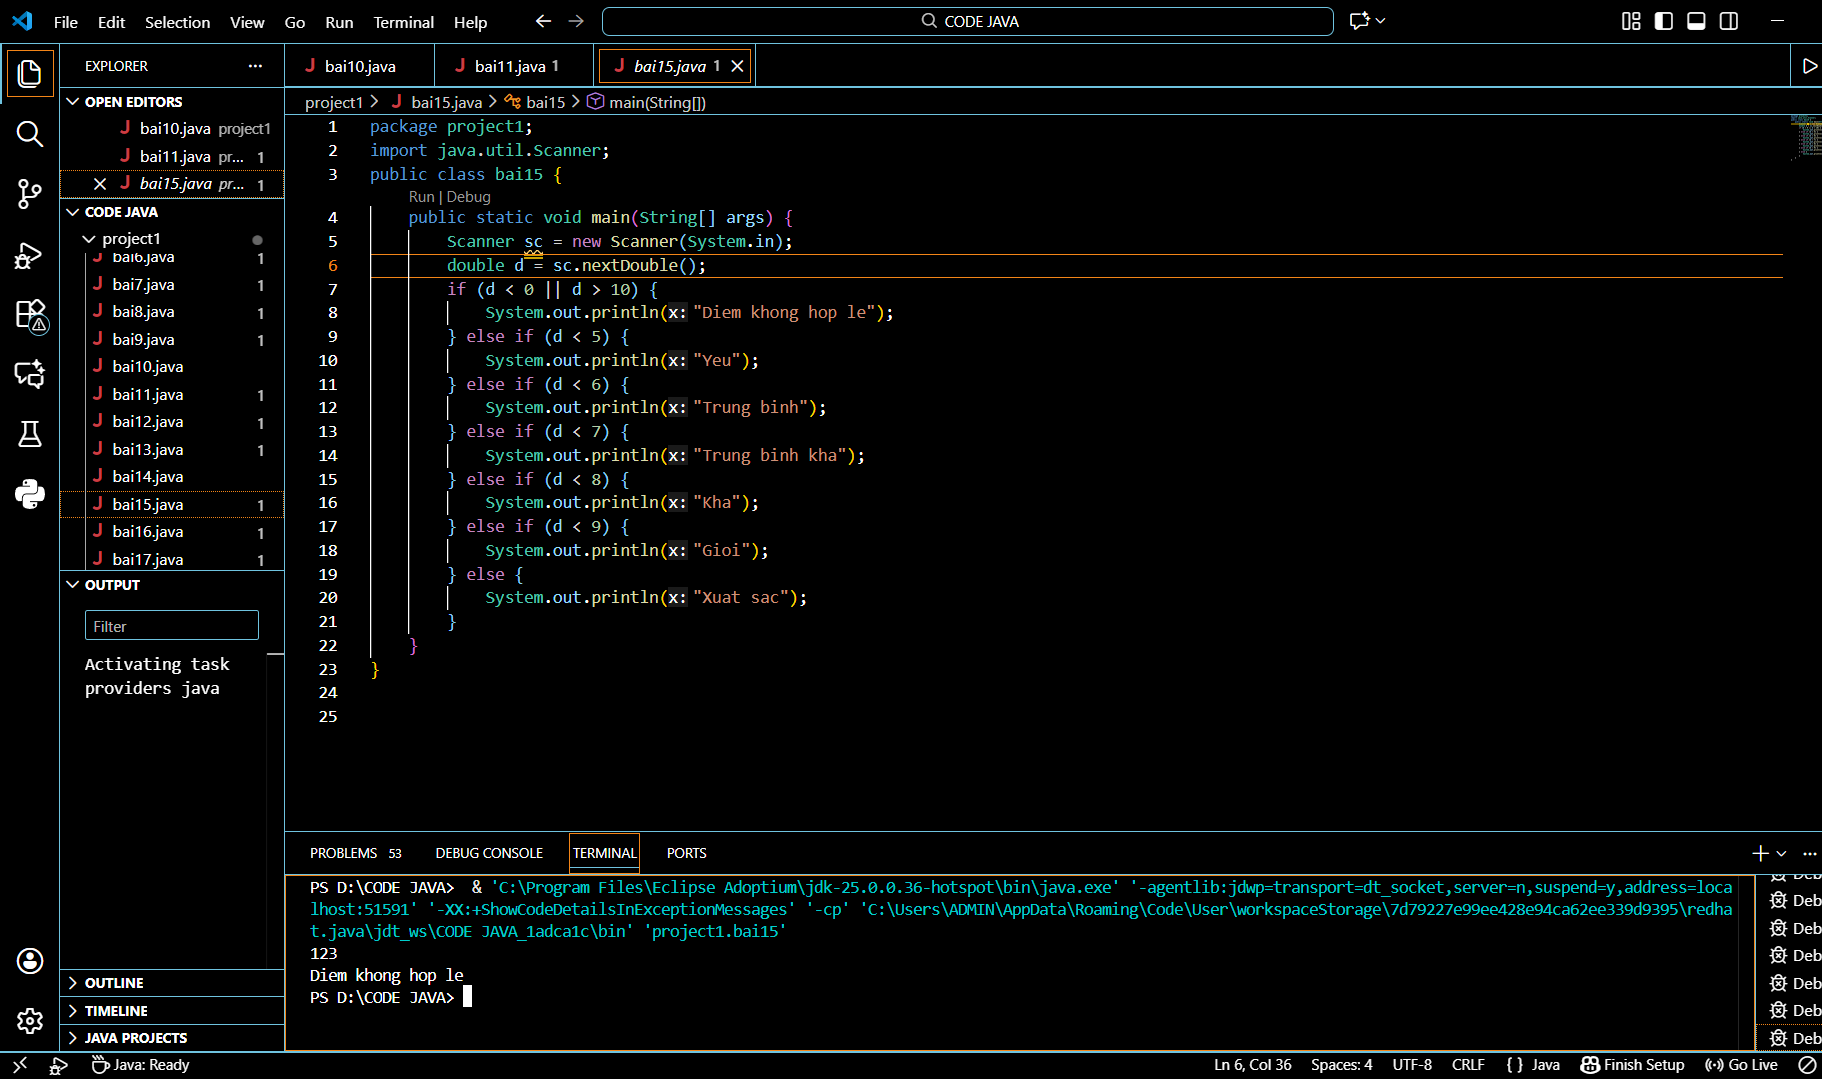 File Edit Selection View Go Run Terminal Help
CODE JAVA
EXPLORER
OPEN EDITORS
bai10.java project1
bai11.java pr... 1
bai15.java pr... 1
CODE JAVA
project1
bai6.java 1
bai7.java 1
bai8.java 1
bai9.java 1
bai10.java
bai11.java 1
bai12.java 1
bai13.java 1
bai14.java
bai15.java 1
bai16.java 1
bai17.java 1
OUTPUT
Filter
Activating task
providers java
OUTLINE
TIMELINE
JAVA PROJECTS
bai10.java bai11.java 1 bai15.java 1
project1 > bai15.java > bai15 > main(String[])
1 package project1;
2 import java.util.Scanner;
3 public class bai15 {
Run | Debug
4 public static void main(String[] args) {
5 Scanner sc = new Scanner(System.in);
6 double d = sc.nextDouble();
7 if (d < 0 || d > 10) {
8 System.out.println(x: "Diem khong hop le");
9 } else if (d < 5) {
10 System.out.println(x: "Yeu");
11 } else if (d < 6) {
12 System.out.println(x: "Trung binh");
13 } else if (d < 7) {
14 System.out.println(x: "Trung binh kha");
15 } else if (d < 8) {
16 System.out.println(x: "Kha");
17 } else if (d < 9) {
18 System.out.println(x: "Gioi");
19 } else {
20 System.out.println(x: "Xuat sac");
21 }
22 }
23 }
24
25
PROBLEMS 53 DEBUG CONSOLE TERMINAL PORTS
PS D:\CODE JAVA>  & 'C:\Program Files\Eclipse Adoptium\jdk-25.0.0.36-hotspot\bin\java.exe' '-agentlib:jdwp=transport=dt_socket,server=n,suspend=y,address=loca
lhost:51591' '-XX:+ShowCodeDetailsInExceptionMessages' '-cp' 'C:\Users\ADMIN\AppData\Roaming\Code\User\workspaceStorage\7d79227e99ee428e94ca62ee339d9395\redha
t.java\jdt_ws\CODE JAVA_1adca1c\bin' 'project1.bai15'
123
Diem khong hop le
PS D:\CODE JAVA>
Deb
Deb
Deb
Deb
Deb
Deb
Deb
Java: Ready
Ln 6, Col 36 Spaces: 4 UTF-8 CRLF {} Java Finish Setup Go Live